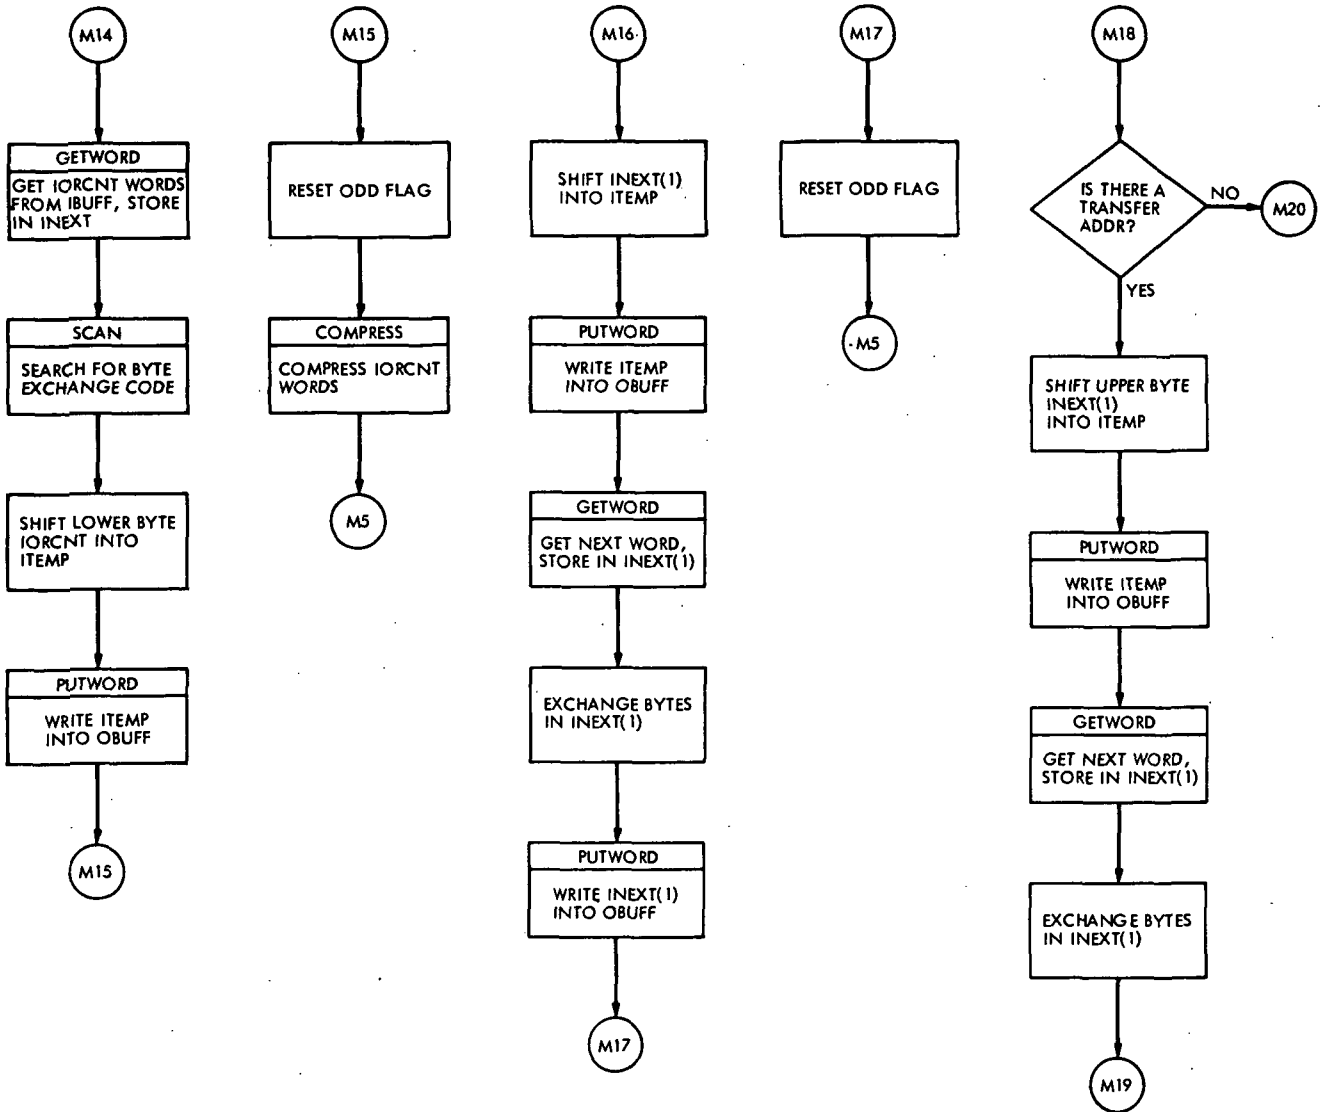 M14
GETWORD
GET IORCNT WORDS
FROM IBUFF, STORE
IN INEXT
SCAN
SEARCH FOR BYTE
EXCHANGE CODE
SHIFT LOWER BYTE
IORCNT INTO
ITEMP
PUTWORD
WRITE ITEMP
INTO OBUFF
M15
M15
RESET ODD FLAG
COMPRESS
COMPRESS IORCNT
WORDS
M5
M16
SHIFT INEXT(1)
INTO ITEMP
PUTWORD
WRITE ITEMP
INTO OBUFF
GETWORD
GET NEXT WORD,
STORE IN INEXT(1)
EXCHANGE BYTES
IN INEXT(1)
PUTWORD
WRITE INEXT(1)
INTO OBUFF
M17
M17
RESET ODD FLAG
M5
M18
IS THERE A
TRANSFER
ADDR?
NO
M20
YES
SHIFT UPPER BYTE
INEXT(1)
INTO ITEMP
PUTWORD
WRITE ITEMP
INTO OBUFF
GETWORD
GET NEXT WORD,
STORE IN INEXT(1)
EXCHANGE BYTES
IN INEXT(1)
M19